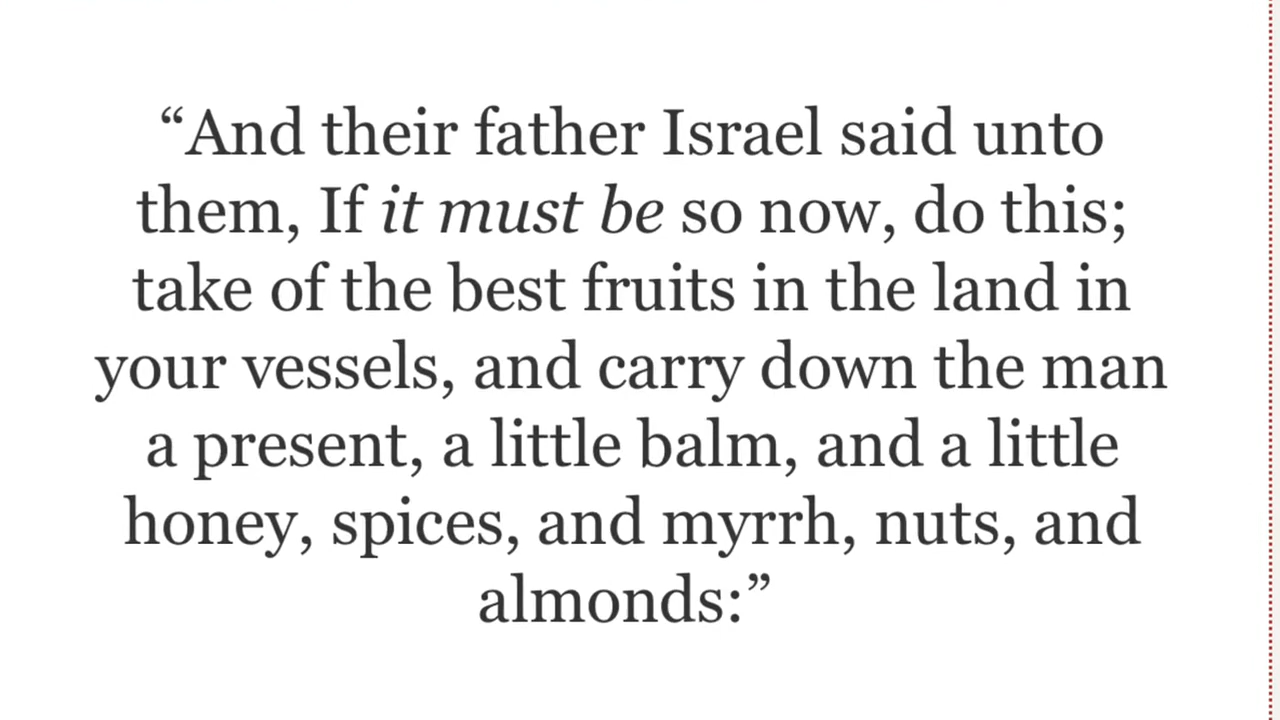 “And their father Israel said unto
them, If it must be so now, do this;
take of the best fruits in the land in
your vessels, and carry down the man
a present, a little balm, and a little
honey, spices, and myrrh, nuts, and
almonds:”